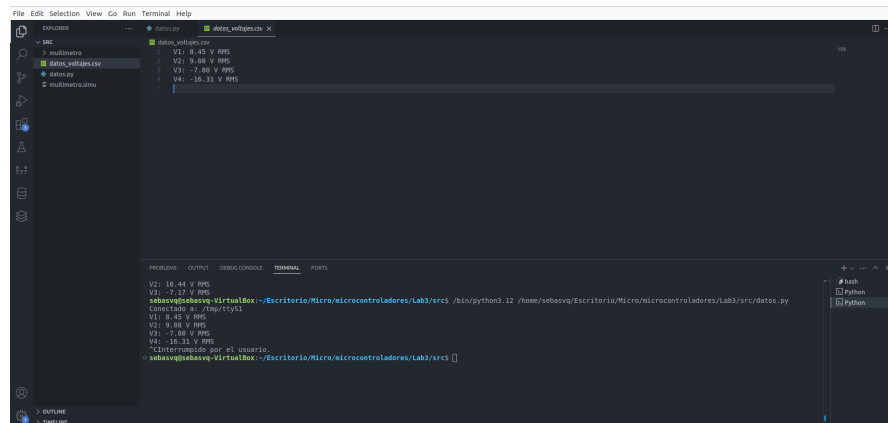 File Edit Selection View Go Run Terminal Help
EXPLORER ...
datos.py
datos_voltajes.csv ×
SRC
> multimetro
datos_voltajes.csv
datos.py
multimetro.simu
datos_voltajes.csv
1 V1: 8.45 V RMS
2 V2: 9.08 V RMS
3 V3: -7.80 V RMS
4 V4: -16.31 V RMS
5
PROBLEMS OUTPUT DEBUG CONSOLE TERMINAL PORTS
V2: 10.44 V RMS
V3: -7.17 V RMS
sebasvq@sebasvq-VirtualBox:~/Escritorio/Micro/microcontroladores/Lab3/src$ /bin/python3.12 /home/sebasvq/Escritorio/Micro/microcontroladores/Lab3/src/datos.py
Conectado a: /tmp/ttyS1
V1: 8.45 V RMS
V2: 9.08 V RMS
V3: -7.80 V RMS
V4: -16.31 V RMS
^CInterrumpido por el usuario.
sebasvq@sebasvq-VirtualBox:~/Escritorio/Micro/microcontroladores/Lab3/src$
bash
Python
Python
> OUTLINE
> TIMELINE